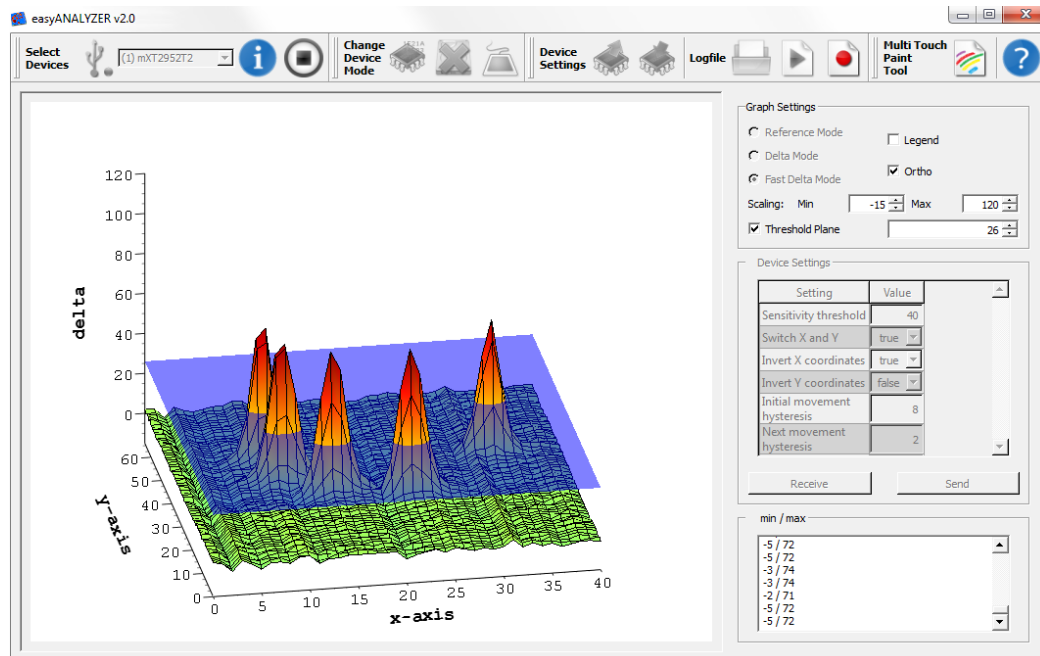 easyANALYZER v2.0
Select
Devices
(1) mXT2952T2
Change
Device
Mode
Device
Settings
Logfile
Multi Touch
Paint
Tool
Graph Settings
Reference Mode
Legend
Delta Mode
Ortho
Fast Delta Mode
Scaling: Min -15 Max 120
Threshold Plane 26
Device Settings
Setting Value
Sensitivity threshold 40
Switch X and Y true
Invert X coordinates true
Invert Y coordinates false
Initial movement
hysteresis 8
Next movement
hysteresis 2
Receive Send
min / max
-5 / 72
-5 / 72
-3 / 74
-3 / 74
-2 / 71
-5 / 72
-5 / 72
120
100
80
60
40
20
0
delta
60
50
40
30
20
10
0
y-axis
0 5 10 15 20 25 30 35 40
x-axis